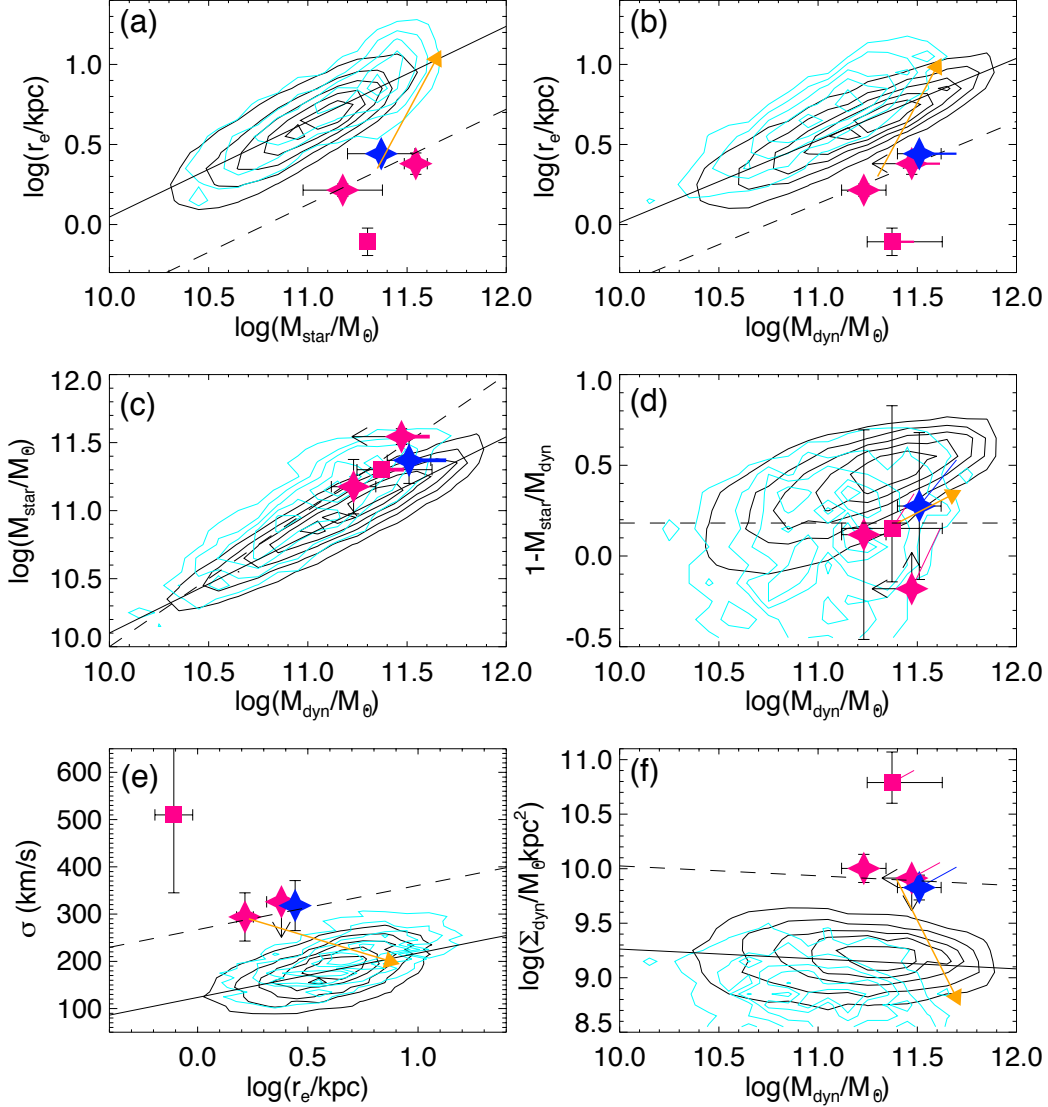 (a)
log(r_e/kpc)
1.0
0.5
0.0
10.0 10.5 11.0 11.5 12.0
log(M_star/M_⊙)
(b)
log(r_e/kpc)
1.0
0.5
0.0
10.0 10.5 11.0 11.5 12.0
log(M_dyn/M_⊙)
(c)
log(M_star/M_⊙)
12.0
11.5
11.0
10.5
10.0
10.0 10.5 11.0 11.5 12.0
log(M_dyn/M_⊙)
(d)
1-M_star/M_dyn
1.0
0.5
0.0
-0.5
10.0 10.5 11.0 11.5 12.0
log(M_dyn/M_⊙)
(e)
σ (km/s)
600
500
400
300
200
100
0.0 0.5 1.0
log(r_e/kpc)
(f)
log(Σ_dyn/M_⊙kpc²)
11.0
10.5
10.0
9.5
9.0
8.5
10.0 10.5 11.0 11.5 12.0
log(M_dyn/M_⊙)